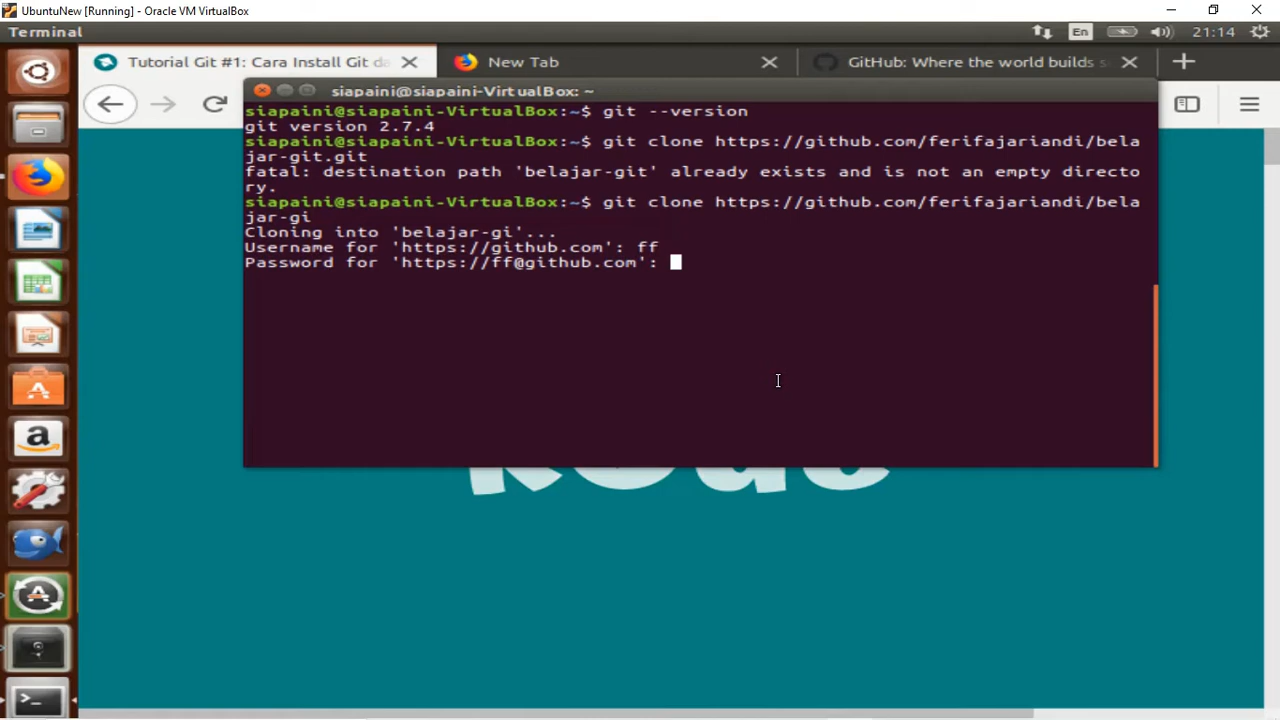 UbuntuNew [Running] - Oracle VM VirtualBox
Terminal
En
21:14
Tutorial Git #1: Cara Install Git da
New Tab
GitHub: Where the world builds s
siapaini@siapaini-VirtualBox: ~
siapaini@siapaini-VirtualBox:~$ git --version
git version 2.7.4
siapaini@siapaini-VirtualBox:~$ git clone https://github.com/ferifajariandi/bela
jar-git.git
fatal: destination path 'belajar-git' already exists and is not an empty directo
ry.
siapaini@siapaini-VirtualBox:~$ git clone https://github.com/ferifajariandi/bela
jar-gi
Cloning into 'belajar-gi'...
Username for 'https://github.com': ff
Password for 'https://ff@github.com':